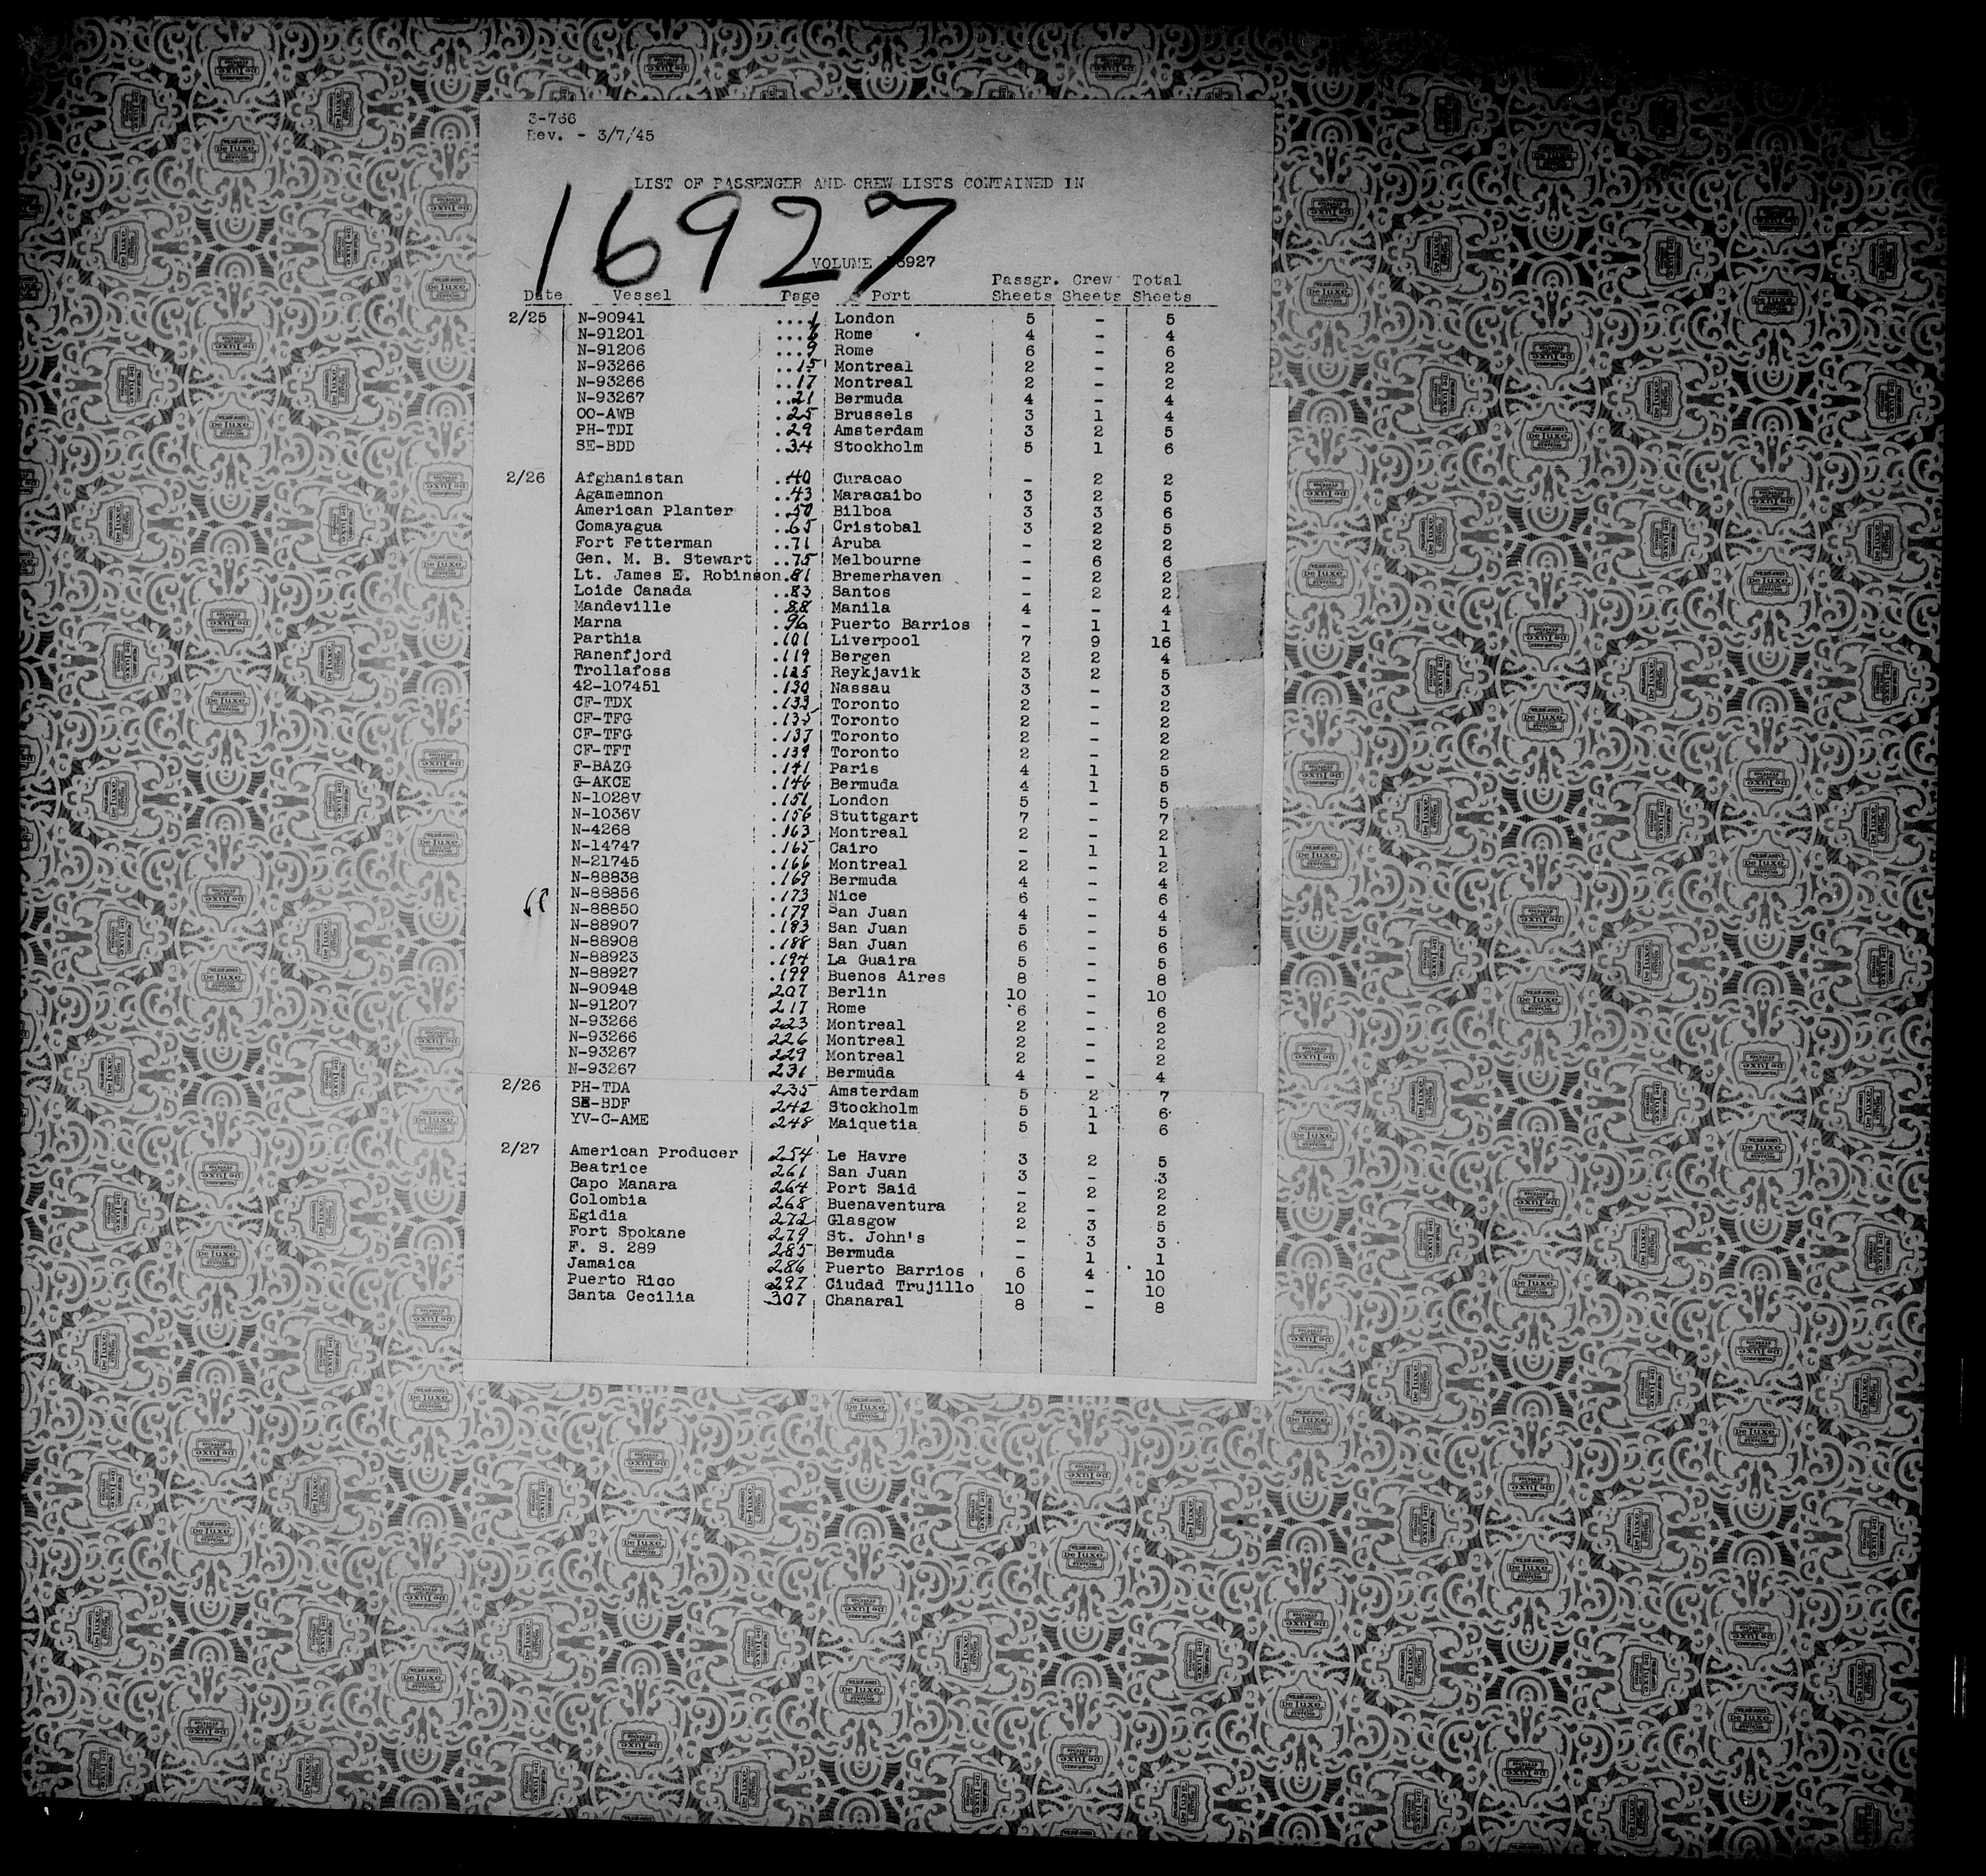 3-766
Rev. - 3/7/45
LIST OF PASSENGER AND CREW LISTS CONTAINED IN
16927
VOLUME 16927
Passgr. Crew Total
Date Vessel Page Port Sheets Sheets Sheets
2/25 N-90941 ....1 London 5 - 5
N-91201 ... Rome 4 - 4
N-91206 ...9 Rome 6 - 6
N-93266 ..15 Montreal 2 - 2
N-93266 ..17 Montreal 2 - 2
N-93267 ..21 Bermuda 4 - 4
OO-AWB .25 Brussels 3 1 4
PH-TDI .29 Amsterdam 3 2 5
SE-BDD .34 Stockholm 5 1 6
2/26 Afghanistan .40 Curacao - 2 2
Agamemnon ..43 Maracaibo 3 2 5
American Planter ..50 Bilboa 3 3 6
Comayagua ..65 Cristobal 3 2 5
Fort Fetterman ..71 Aruba - 2 2
Gen. M. B. Stewart ..75 Melbourne - 6 6
Lt. James E. Robinson.81 Bremerhaven - 2 2
Loide Canada ..83 Santos - 2 2
Mandeville .88 Manila 4 - 4
Marna .96 Puerto Barrios - 1 1
Parthia .101 Liverpool 7 9 16
Ranenfjord .119 Bergen 2 2 4
Trollafoss .125 Reykjavik 3 2 5
42-107451 .130 Nassau 3 - 3
CF-TDX .133 Toronto 2 - 2
CF-TFG .135 Toronto 2 - 2
CF-TFG .137 Toronto 2 - 2
CF-TFT .139 Toronto 2 - 2
F-BAZG .141 Paris 4 1 5
G-AKCE .146 Bermuda 4 1 5
N-1028V .151 London 5 - 5
N-1036V .156 Stuttgart 7 - 7
N-4268 .163 Montreal 2 - 2
N-14747 .165 Cairo - 1 1
N-21745 .166 Montreal 2 - 2
N-88838 .169 Bermuda 4 - 4
N-88856 .173 Nice 6 - 6
N-88850 .179 San Juan 4 - 4
N-88907 .183 San Juan 5 - 5
N-88908 .188 San Juan 6 - 6
N-88923 .194 La Guaira 5 - 5
N-88927 .199 Buenos Aires 8 - 8
N-90948 207 Berlin 10 - 10
N-91207 217 Rome 6 - 6
N-93266 223 Montreal 2 - 2
N-93266 226 Montreal 2 - 2
N-93267 229 Montreal 2 - 2
N-93267 231 Bermuda 4 - 4
2/26 PH-TDA 235 Amsterdam 5 2 7
SE-BDF 242 Stockholm 5 1 6
YV-C-AME 248 Maiquetia 5 1 6
2/27 American Producer 254 Le Havre 3 2 5
Beatrice 261 San Juan 3 - 3
Capo Manara 264 Port Said - 2 2
Colombia 268 Buenaventura 2 - 2
Egidia 272 Glasgow 2 3 5
Fort Spokane 279 St. John's - 3 3
F. S. 289 285 Bermuda - 1 1
Jamaica 286 Puerto Barrios 6 4 10
Puerto Rico 297 Ciudad Trujillo 10 - 10
Santa Cecilia 307 Chanaral 8 - 8